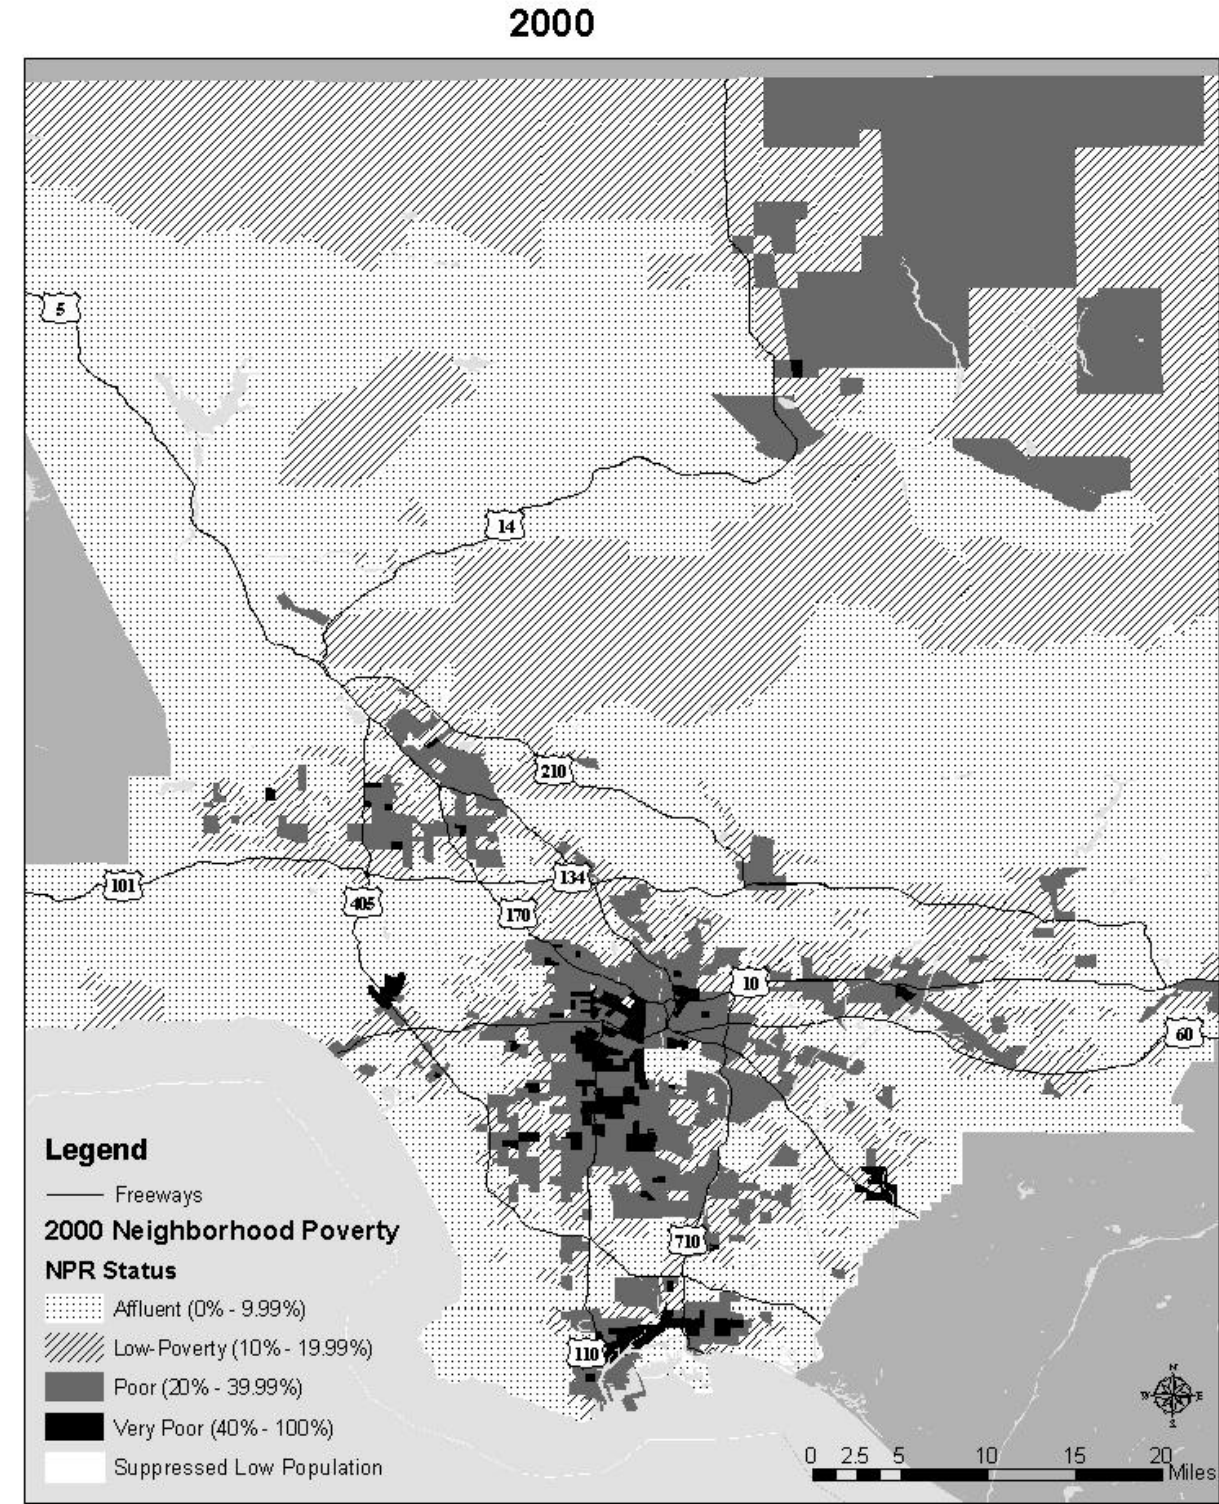 2000
5
14
210
101
405
134
170
10
60
710
110
Legend
Freeways
2000 Neighborhood Poverty
NPR Status
Affluent (0% - 9.99%)
Low-Poverty (10% - 19.99%)
Poor (20% - 39.99%)
Very Poor (40% - 100%)
Suppressed Low Population
N
W E
S
0 2.5 5 10 15 20
Miles